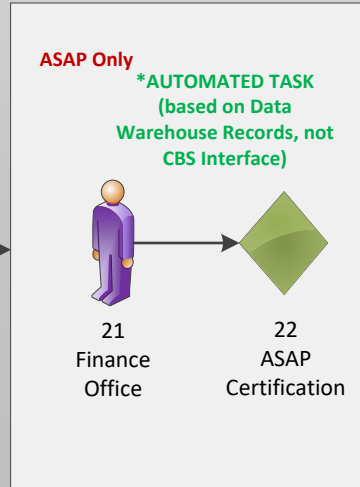 ASAP Only
*AUTOMATED TASK
(based on Data
Warehouse Records, not
CBS Interface)
21
Finance
Office
22
ASAP
Certification